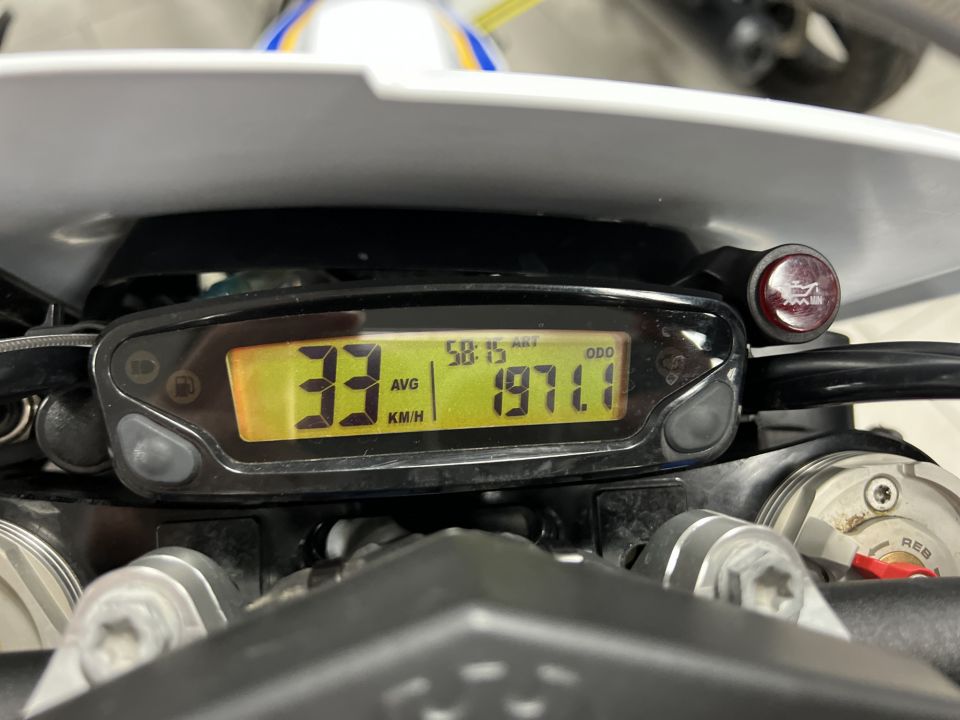 MIN
58:15 ART
ODO
33 AVG KM/H 1971.1
REB